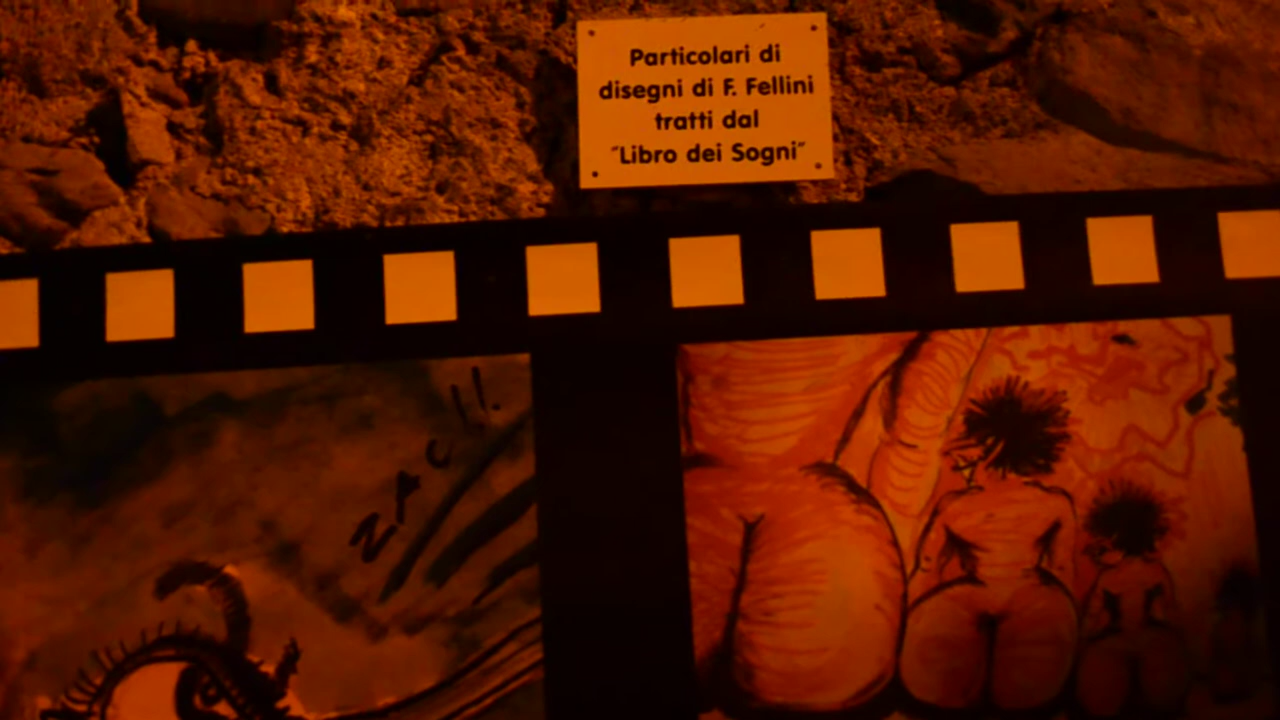 Particolari di
disegni di F. Fellini
tratti dal
"Libro dei Sogni"
ZAC!!